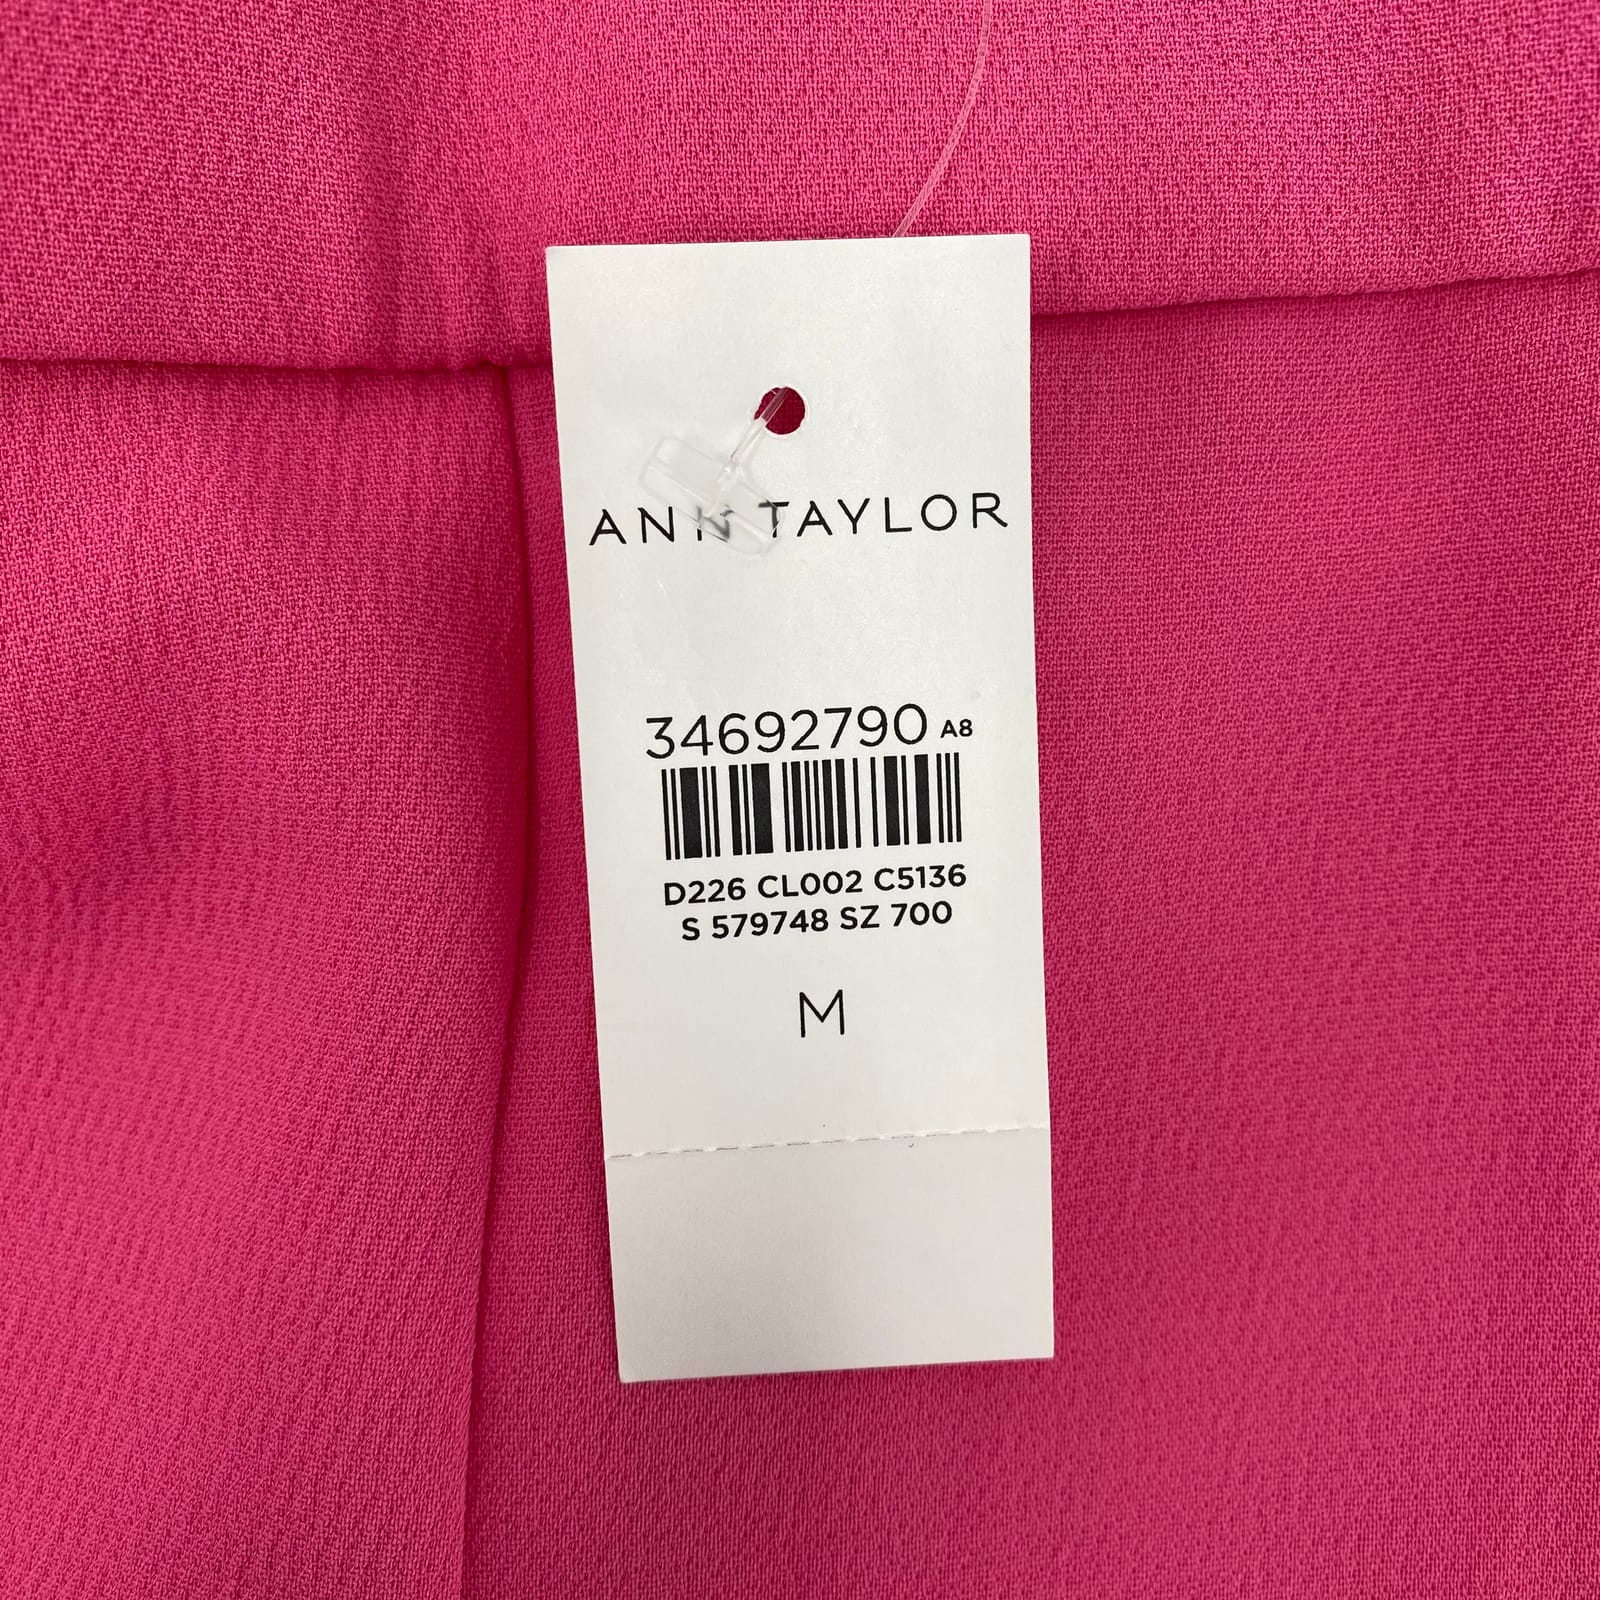 ANN TAYLOR
34692790 A8
D226 CL002 C5136
S 579748 SZ 700
M